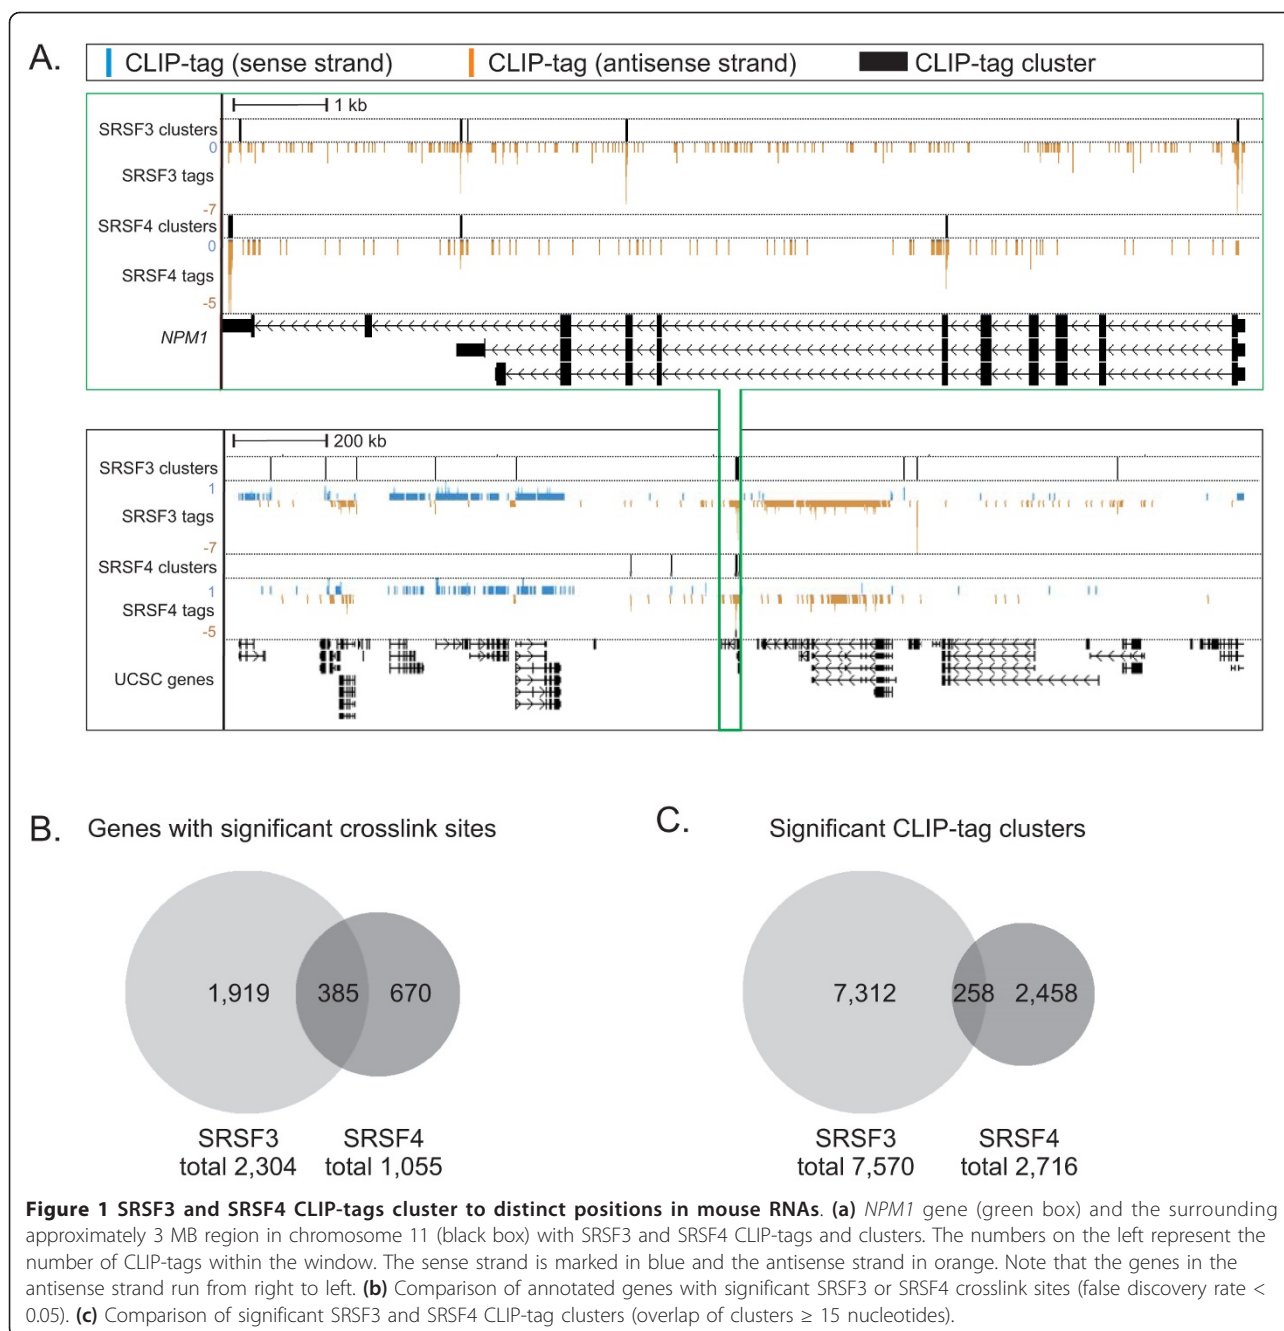 A.
CLIP-tag (sense strand) CLIP-tag (antisense strand) CLIP-tag cluster
1 kb
SRSF3 clusters
0
SRSF3 tags
-7
SRSF4 clusters
0
SRSF4 tags
-5
NPM1
200 kb
SRSF3 clusters
1
SRSF3 tags
-7
SRSF4 clusters
1
SRSF4 tags
-5
UCSC genes
B. Genes with significant crosslink sites
1,919 385 670
SRSF3 SRSF4
total 2,304 total 1,055
C. Significant CLIP-tag clusters
7,312 258 2,458
SRSF3 SRSF4
total 7,570 total 2,716
Figure 1 SRSF3 and SRSF4 CLIP-tags cluster to distinct positions in mouse RNAs. (a) NPM1 gene (green box) and the surrounding
approximately 3 MB region in chromosome 11 (black box) with SRSF3 and SRSF4 CLIP-tags and clusters. The numbers on the left represent the
number of CLIP-tags within the window. The sense strand is marked in blue and the antisense strand in orange. Note that the genes in the
antisense strand run from right to left. (b) Comparison of annotated genes with significant SRSF3 or SRSF4 crosslink sites (false discovery rate <
0.05). (c) Comparison of significant SRSF3 and SRSF4 CLIP-tag clusters (overlap of clusters ≥ 15 nucleotides).